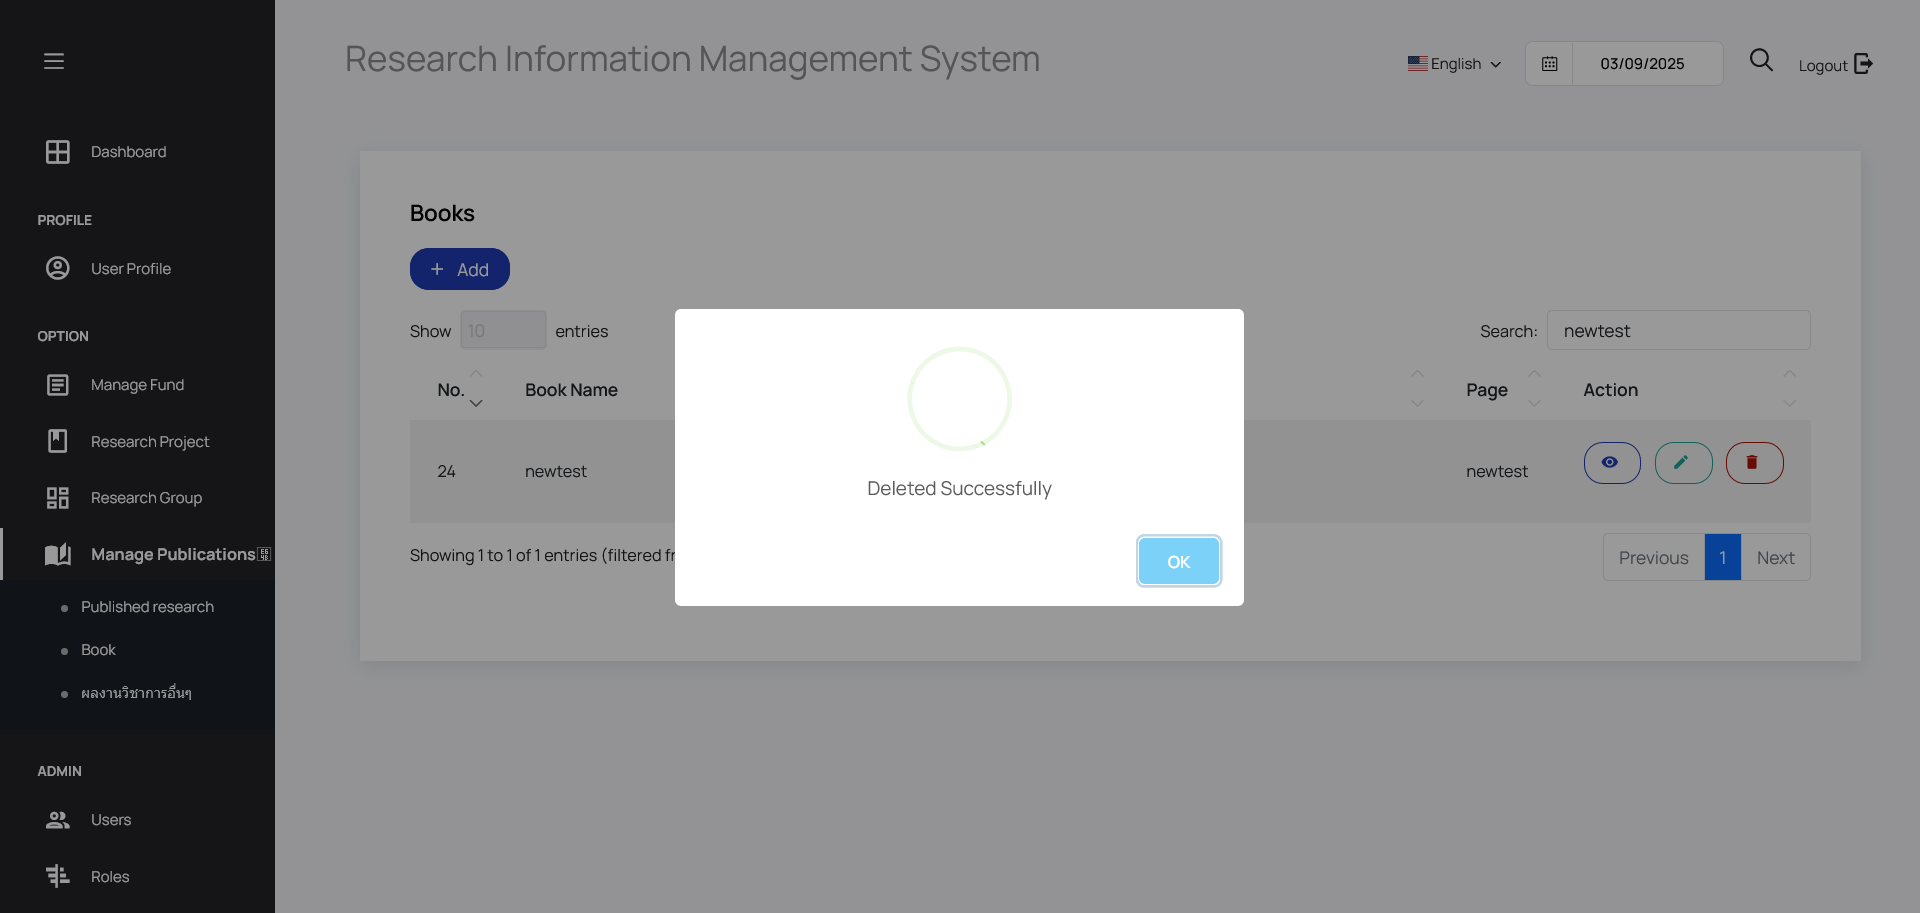 Research Information Management System
English
03/09/2025
Logout
Dashboard
PROFILE
User Profile
OPTION
Manage Fund
Research Project
Research Group
Manage Publications
Published research
Book
ผลงานวิชาการอื่นๆ
ADMIN
Users
Roles
Books
+ Add
Show 10 entries
Search: newtest
No. Book Name Page Action
24 newtest newtest
Showing 1 to 1 of 1 entries (filtered
Previous 1 Next
Deleted Successfully
OK